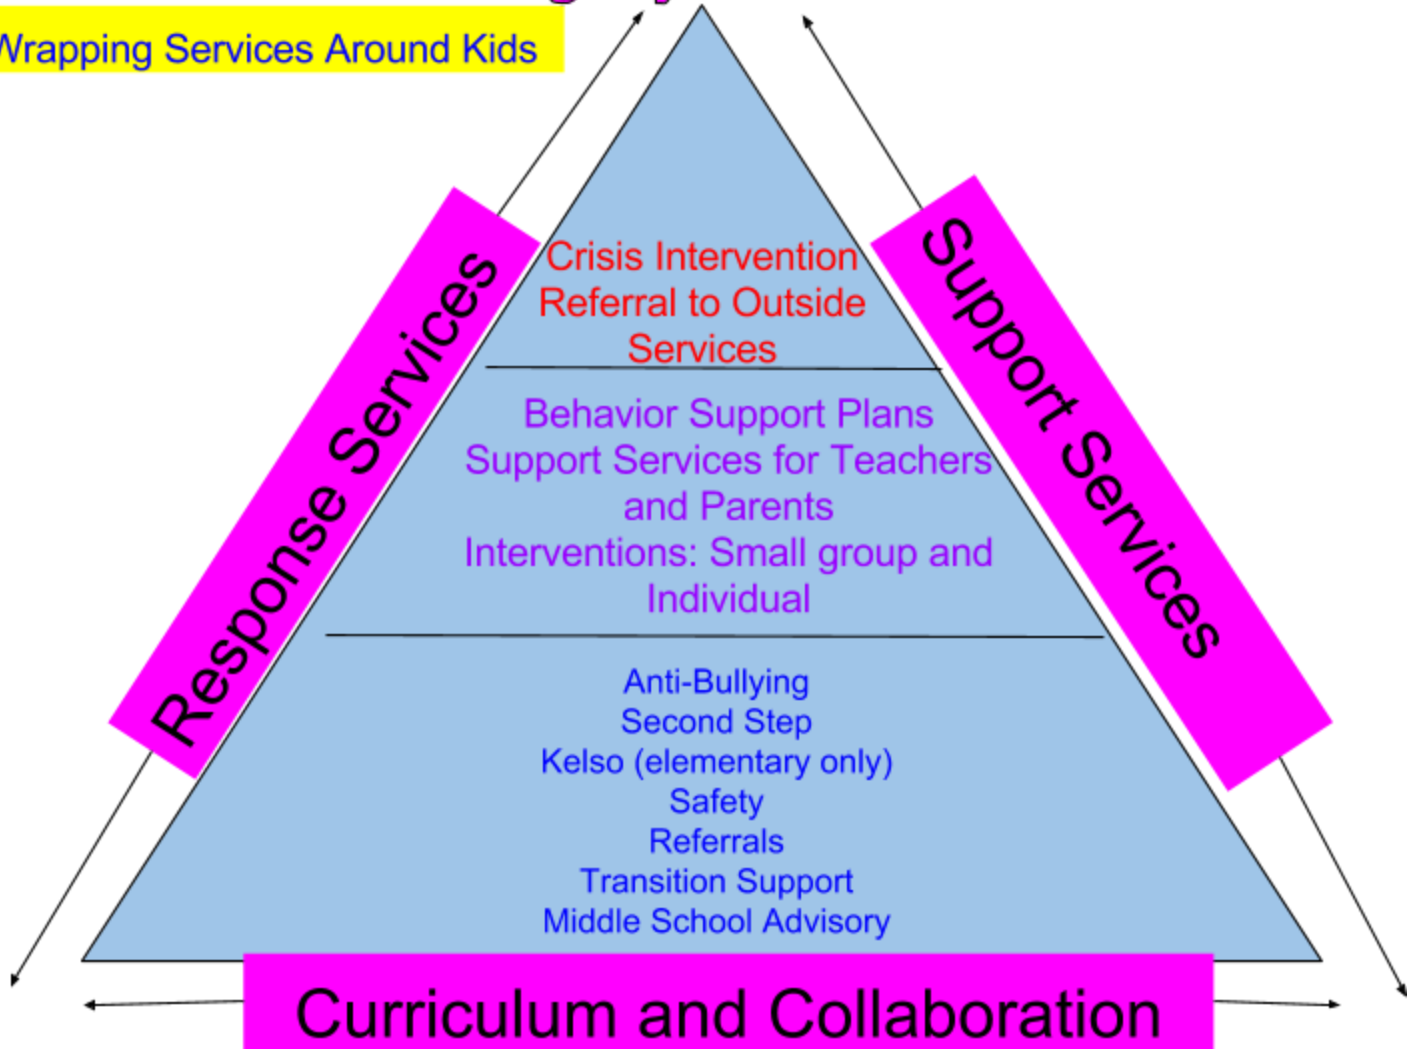 Wrapping Services Around Kids
Response Services
Support Services
Crisis Intervention
Referral to Outside
Services
Behavior Support Plans
Support Services for Teachers
and Parents
Interventions: Small group and
Individual
Anti-Bullying
Second Step
Kelso (elementary only)
Safety
Referrals
Transition Support
Middle School Advisory
Curriculum and Collaboration